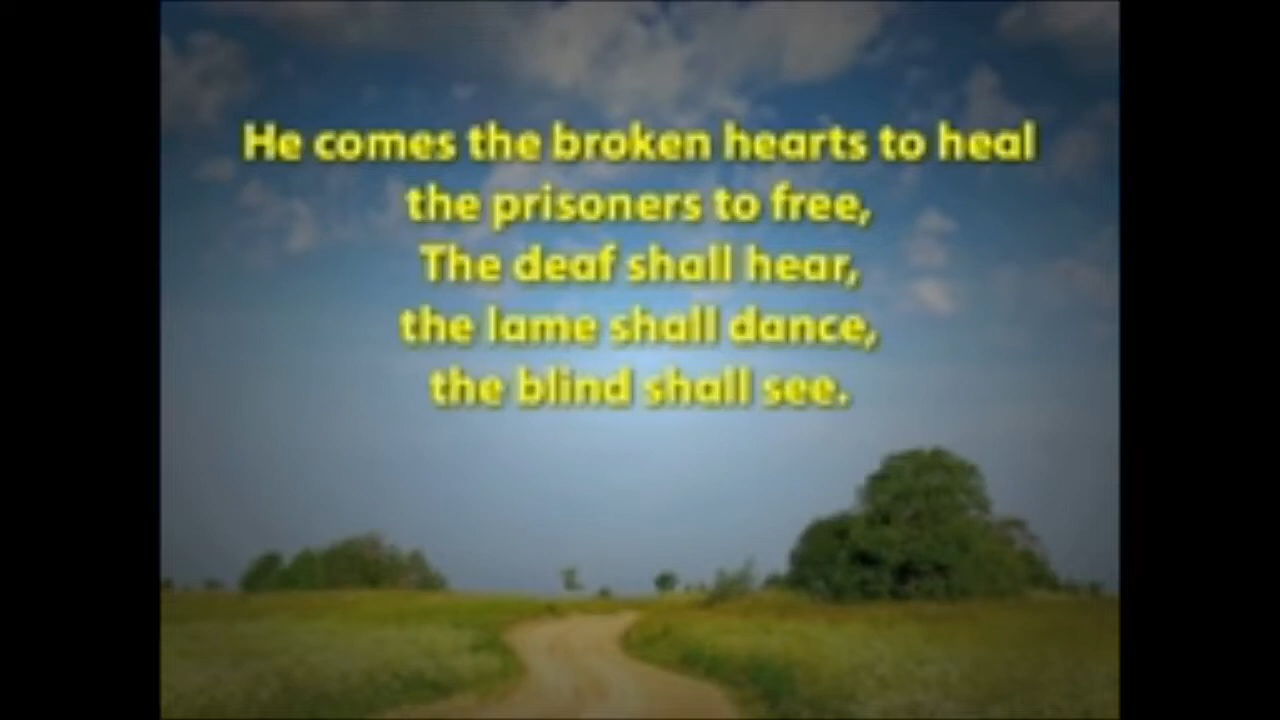 He comes the broken hearts to heal
the prisoners to free,
The deaf shall hear,
the lame shall dance,
the blind shall see.